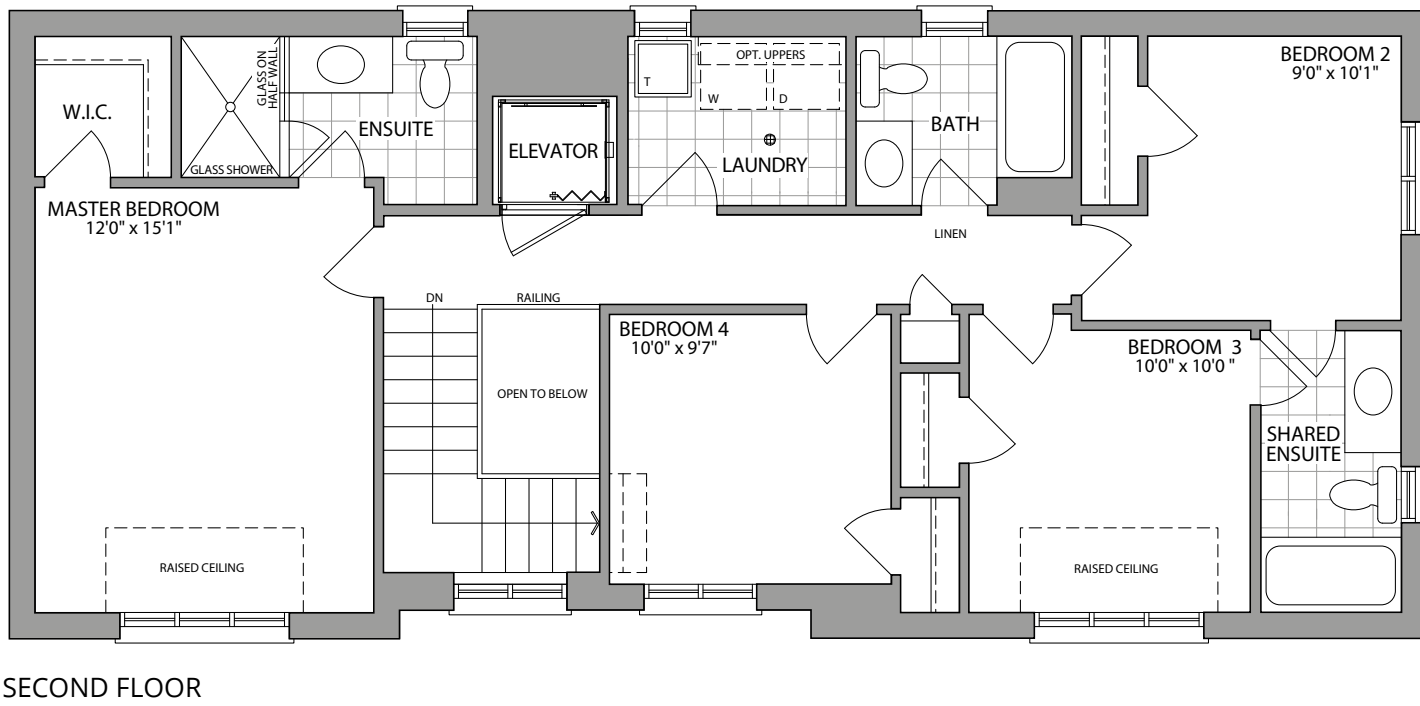 W.I.C.
GLASS ON
HALF WALL
GLASS SHOWER
ENSUITE
ELEVATOR
T
OPT. UPPERS
W
D
LAUNDRY
BATH
BEDROOM 2
9'0" x 10'1"
MASTER BEDROOM
12'0" x 15'1"
LINEN
DN
RAILING
OPEN TO BELOW
BEDROOM 4
10'0" x 9'7"
BEDROOM 3
10'0" x 10'0 "
SHARED
ENSUITE
RAISED CEILING
RAISED CEILING
SECOND FLOOR